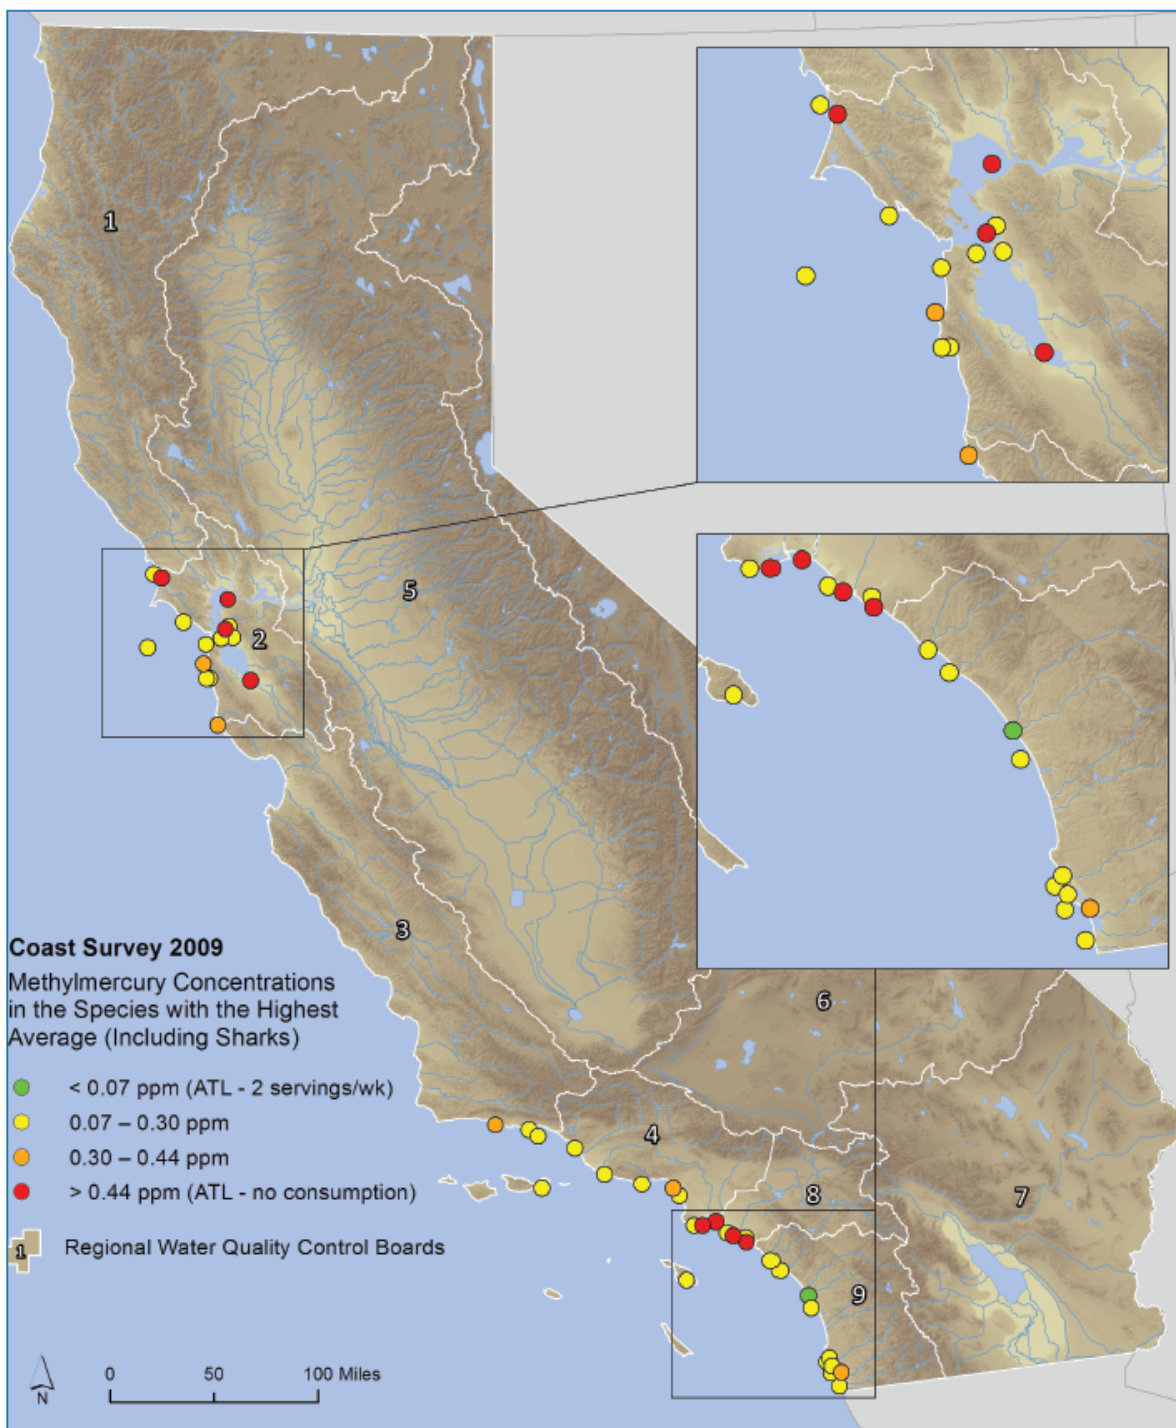 1
5
2
3
Coast Survey 2009
Methylmercury Concentrations
in the Species with the Highest
Average (Including Sharks)
< 0.07 ppm (ATL - 2 servings/wk)
0.07 – 0.30 ppm
0.30 – 0.44 ppm
> 0.44 ppm (ATL - no consumption)
1 Regional Water Quality Control Boards
6
4
8
7
9
N
0 50 100 Miles